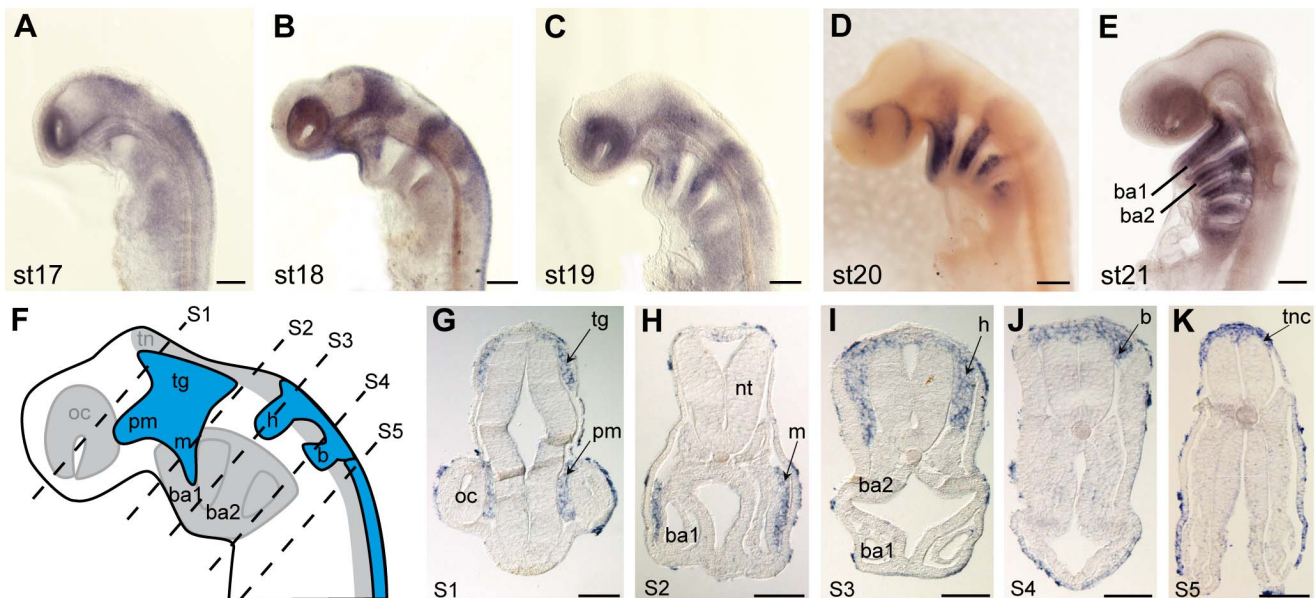 A
st17
B
st18
C
st19
D
st20
E
ba1
ba2
st21
F
S1
S2
S3
S4
S5
tn
tg
oc
pm
m
h
b
ba1
ba2
G
tg
pm
oc
S1
H
nt
m
ba1
S2
I
h
ba2
ba1
S3
J
b
S4
K
tnc
S5